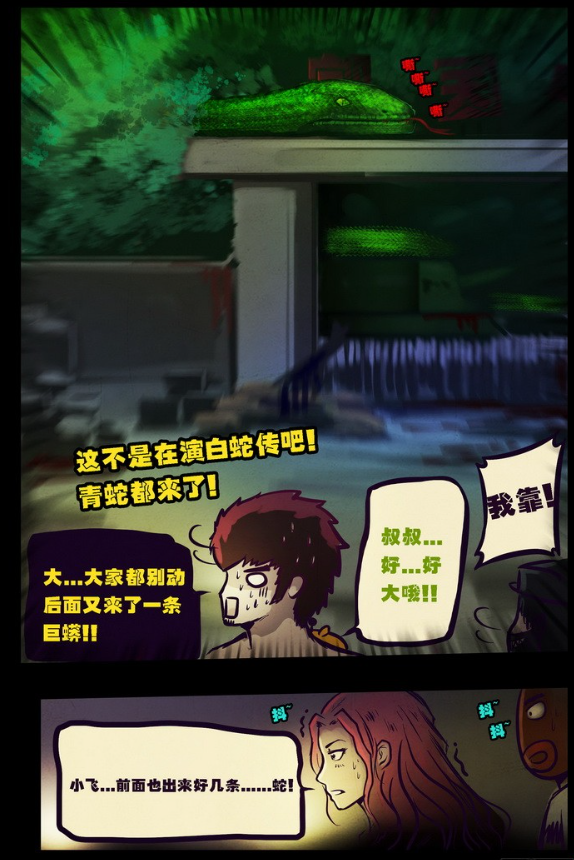 嘶~
嘶~
嘶~
嘶~
这不是在演白蛇传吧!
青蛇都来了!
我靠!
叔叔...
好...好
大哦!!
大...大家都别动
后面又来了一条
巨蟒!!
抖~
抖~
抖~
小飞...前面也出来好几条......蛇!